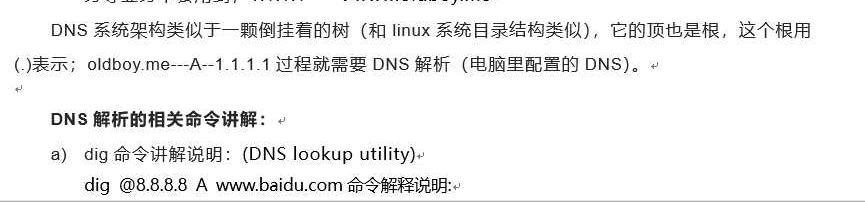 DNS 系统架构类似于一颗倒挂着的树（和 linux 系统目录结构类似），它的顶也是根，这个根用
(.)表示；oldboy.me---A--1.1.1.1 过程就需要 DNS 解析（电脑里配置的 DNS）。
DNS 解析的相关命令讲解：
a) dig 命令讲解说明：(DNS lookup utility)
dig @8.8.8.8 A www.baidu.com 命令解释说明: